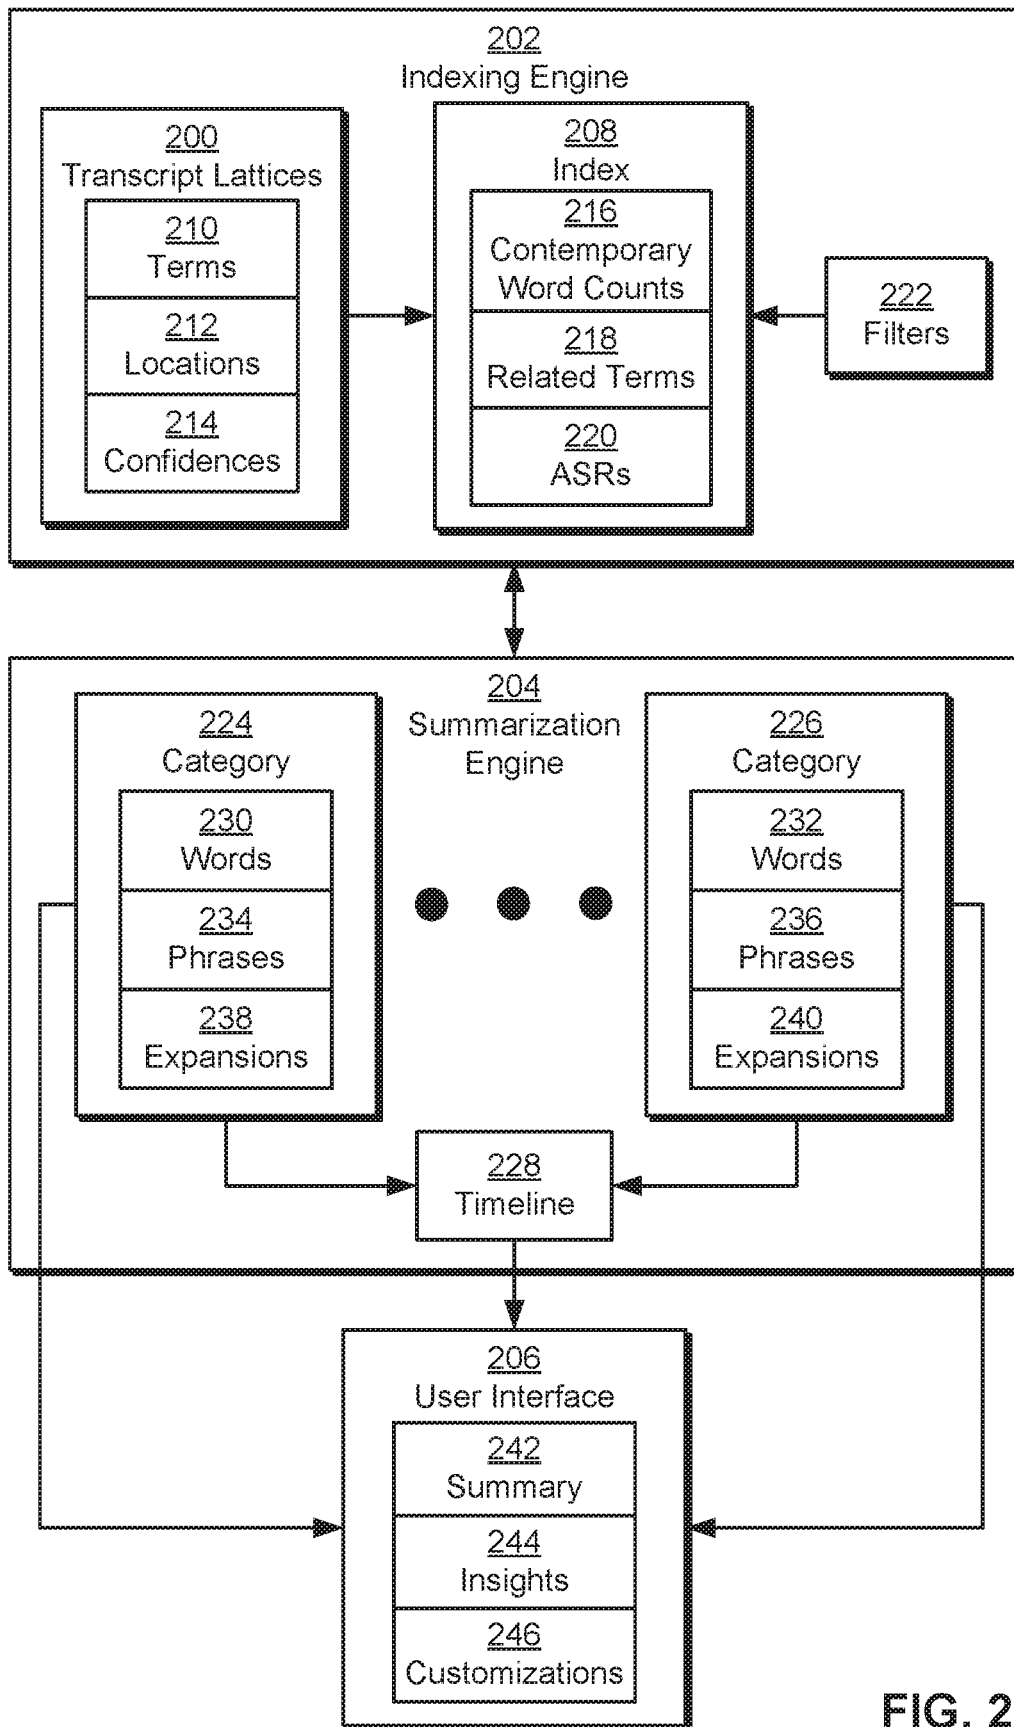 202
Indexing Engine
200
Transcript Lattices
210
Terms
212
Locations
214
Confidences
208
Index
216
Contemporary
Word Counts
218
Related Terms
220
ASRs
222
Filters
204
Summarization
Engine
224
Category
230
Words
234
Phrases
238
Expansions
226
Category
232
Words
236
Phrases
240
Expansions
228
Timeline
206
User Interface
242
Summary
244
Insights
246
Customizations
FIG. 2